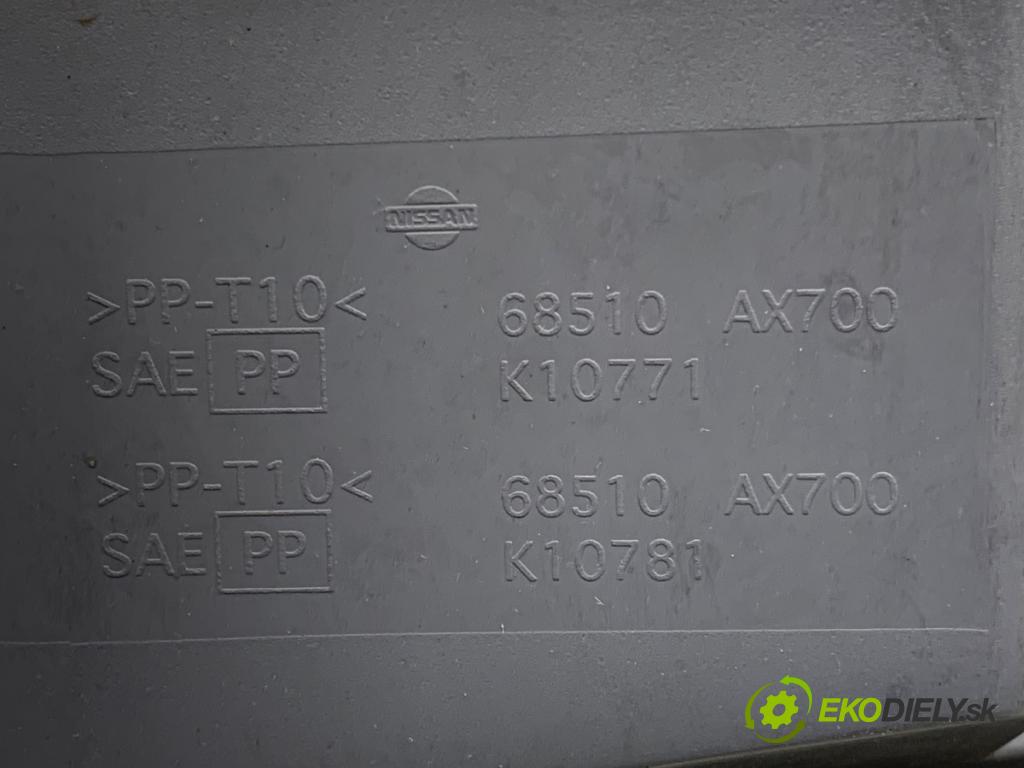 NISSAN
>PP-T10< 68510 AX700
SAE PP K10771
>PP-T10< 68510 AX700
SAE PP K10781
EKODIELY.sk